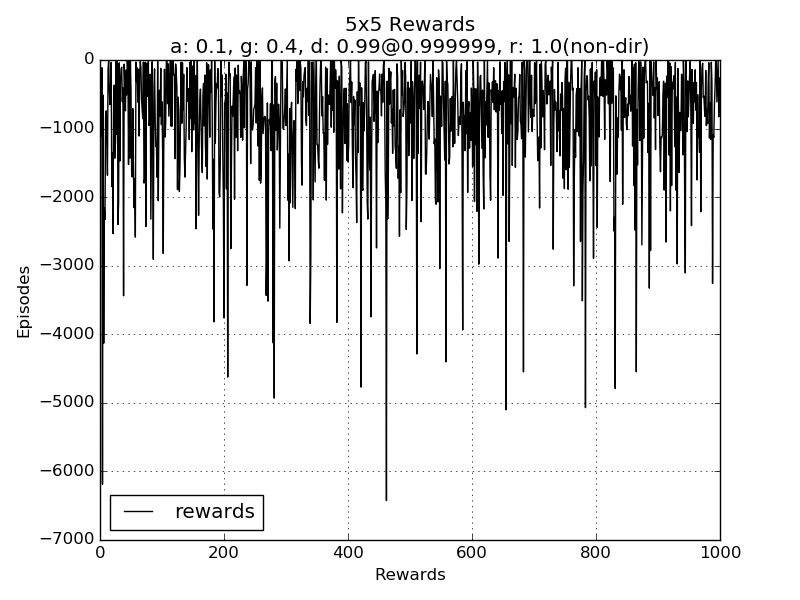 5x5 Rewards
a: 0.1, g: 0.4, d: 0.99@0.999999, r: 1.0(non-dir)
0
−1000
−2000
−3000
−4000
−5000
−6000
−7000
Episodes
rewards
0 200 400 600 800 1000
Rewards